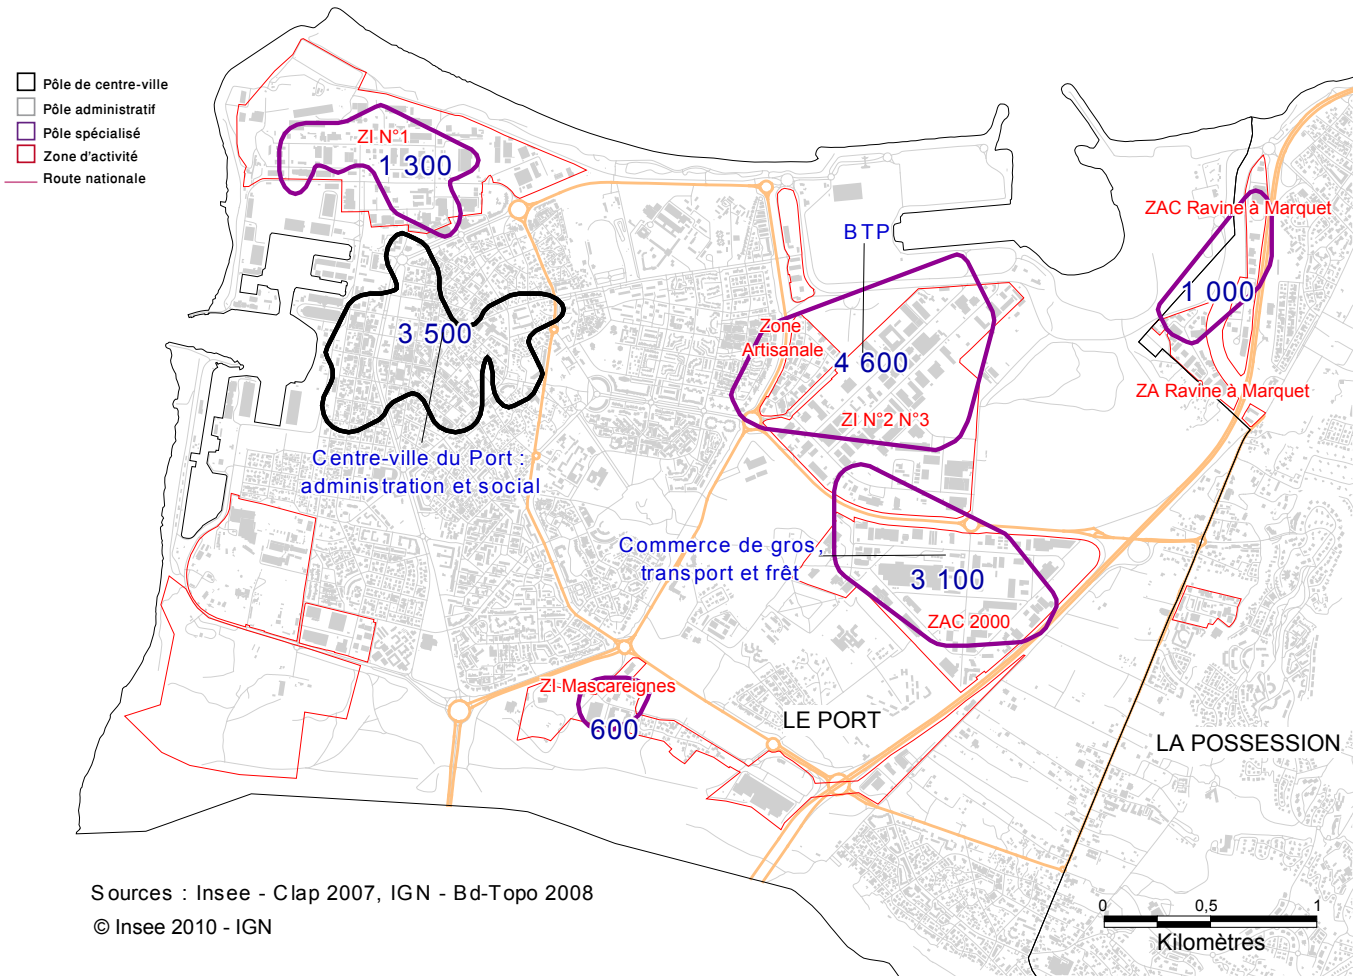 Pôle de centre-ville
Pôle administratif
Pôle spécialisé
Zone d'activité
Route nationale
ZI N°1
1 300
ZAC Ravine à Marquet
BTP
1 000
3 500
Zone
Artisanale
4 600
ZA Ravine à Marquet
ZI N°2 N°3
Centre-ville du Port :
administration et social
Commerce de gros,
transport et frêt
3 100
ZAC 2000
ZI Mascareignes
600
LE PORT
LA POSSESSION
Sources : Insee - Clap 2007, IGN - Bd-Topo 2008
© Insee 2010 - IGN
0 0,5 1
Kilomètres